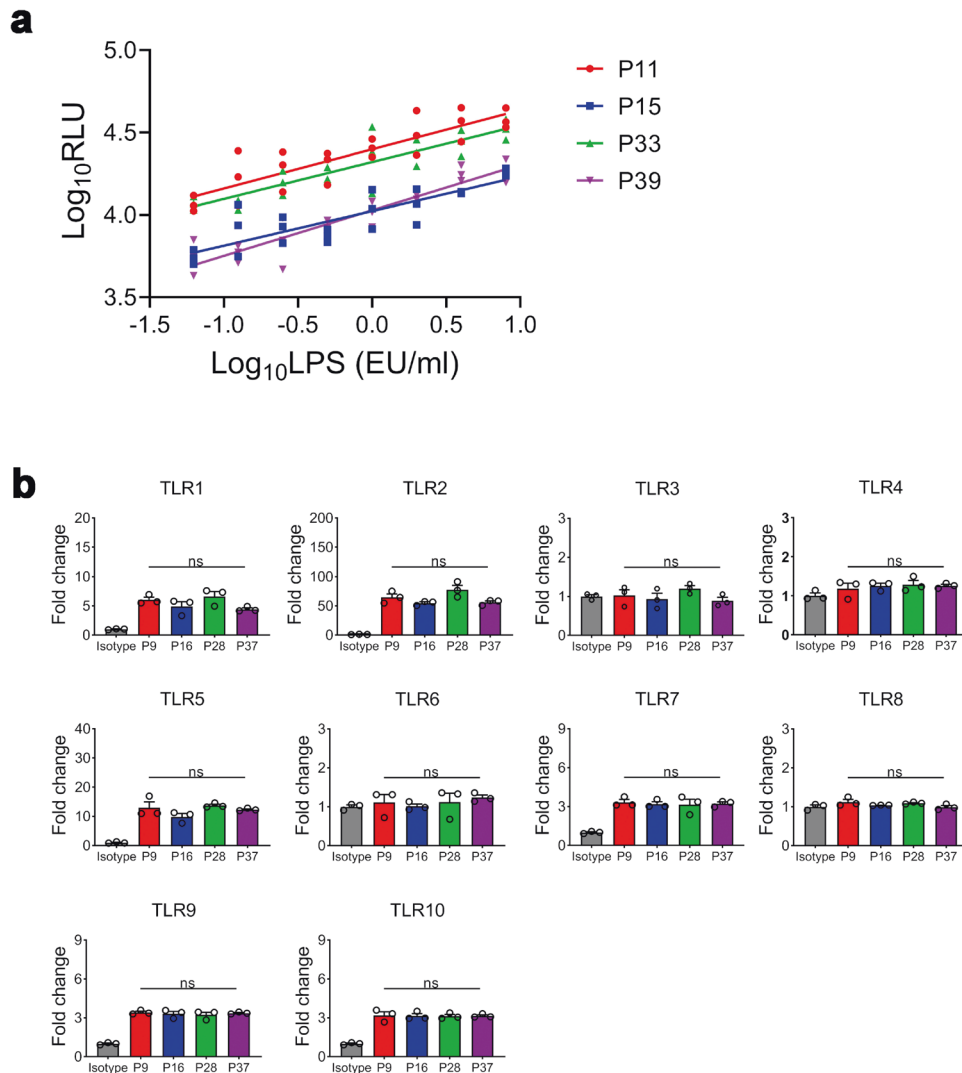 a
5.0
4.5
4.0
3.5
Log10RLU
-1.5 -1.0 -0.5 0.0 0.5 1.0
Log10LPS (EU/ml)
P11
P15
P33
P39
b
TLR1
Fold change
20
15
10
5
0
ns
Isotype P9 P16 P28 P37
TLR2
Fold change
200
150
100
50
0
ns
Isotype P9 P16 P28 P37
TLR3
Fold change
3
2
1
0
ns
Isotype P9 P16 P28 P37
TLR4
Fold change
3
2
1
0
ns
Isotype P9 P16 P28 P37
TLR5
Fold change
40
30
20
10
0
ns
Isotype P9 P16 P28 P37
TLR6
Fold change
3
2
1
0
ns
Isotype P9 P16 P28 P37
TLR7
Fold change
9
6
3
0
ns
Isotype P9 P16 P28 P37
TLR8
Fold change
3
2
1
0
ns
Isotype P9 P16 P28 P37
TLR9
Fold change
9
6
3
0
ns
Isotype P9 P16 P28 P37
TLR10
Fold change
9
6
3
0
ns
Isotype P9 P16 P28 P37